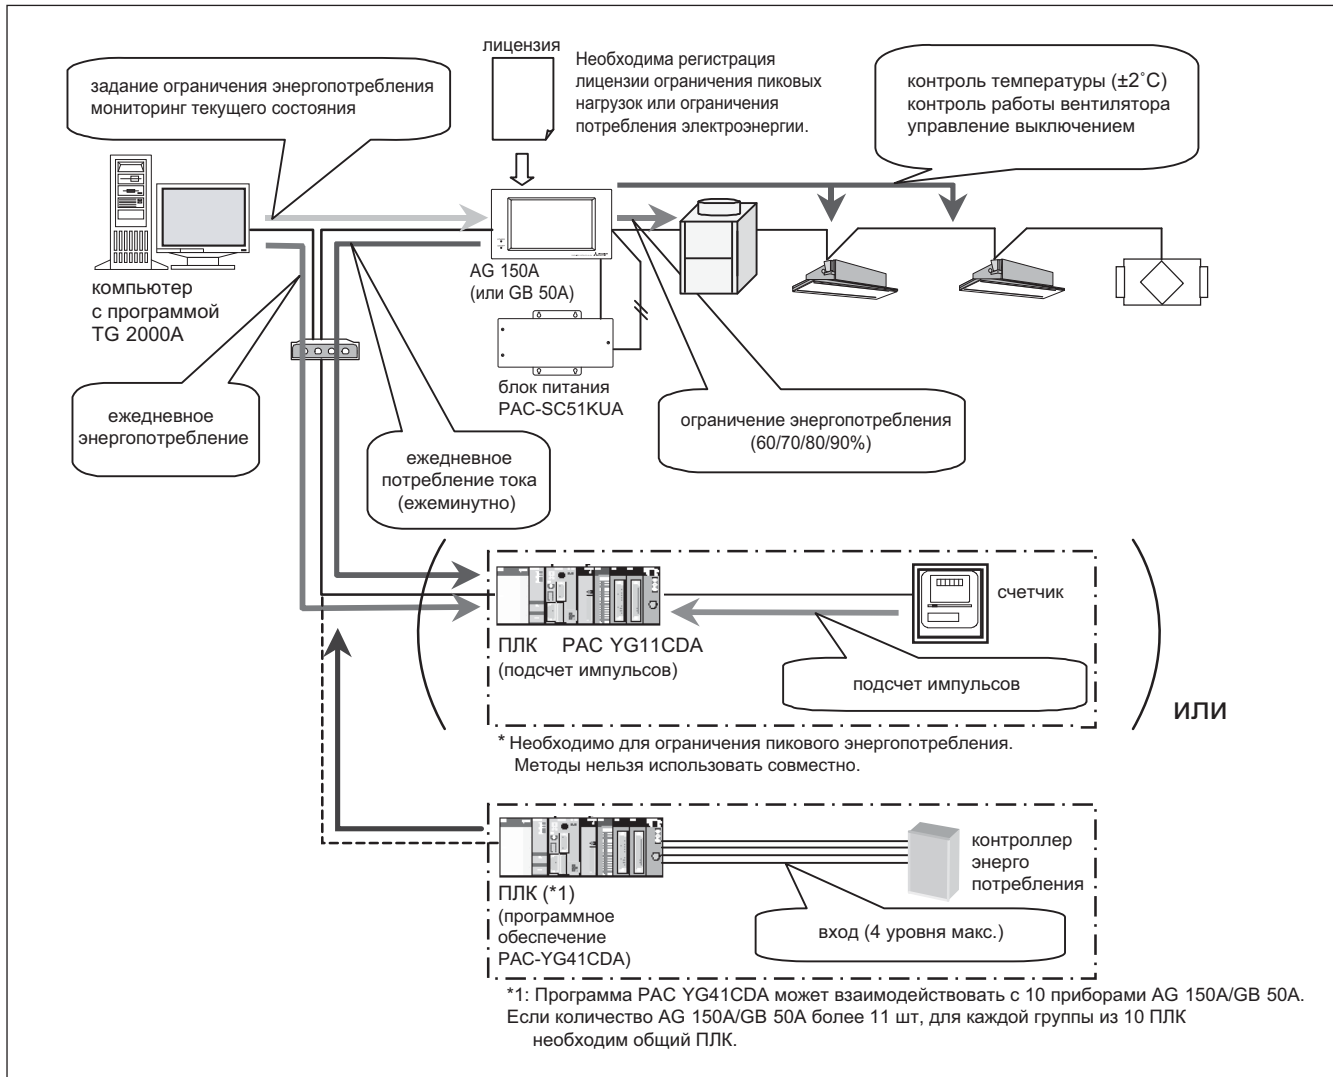 лицензия
Необходима регистрация
лицензии ограничения пиковых
нагрузок или ограничения
потребления электроэнергии.
задание ограничения энергопотребления
мониторинг текущего состояния
контроль температуры (±2˚C)
контроль работы вентилятора
управление выключением
компьютер
с программой
TG 2000A
AG 150A
(или GB 50A)
блок питания
PAC-SC51KUA
ежедневное
энергопотребление
ежедневное
потребление тока
(ежеминутно)
ограничение энергопотребления
(60/70/80/90%)
счетчик
ПЛК PAC YG11CDA
(подсчет импульсов)
подсчет импульсов
или
* Необходимо для ограничения пикового энергопотребления.
Методы нельзя использовать совместно.
контроллер
энерго
потребления
ПЛК (*1)
(программное
обеспечение
PAC-YG41CDA)
вход (4 уровня макс.)
*1: Программа PAC YG41CDA может взаимодействовать с 10 приборами AG 150A/GB 50A.
Если количество AG 150A/GB 50A более 11 шт, для каждой группы из 10 ПЛК
необходим общий ПЛК.